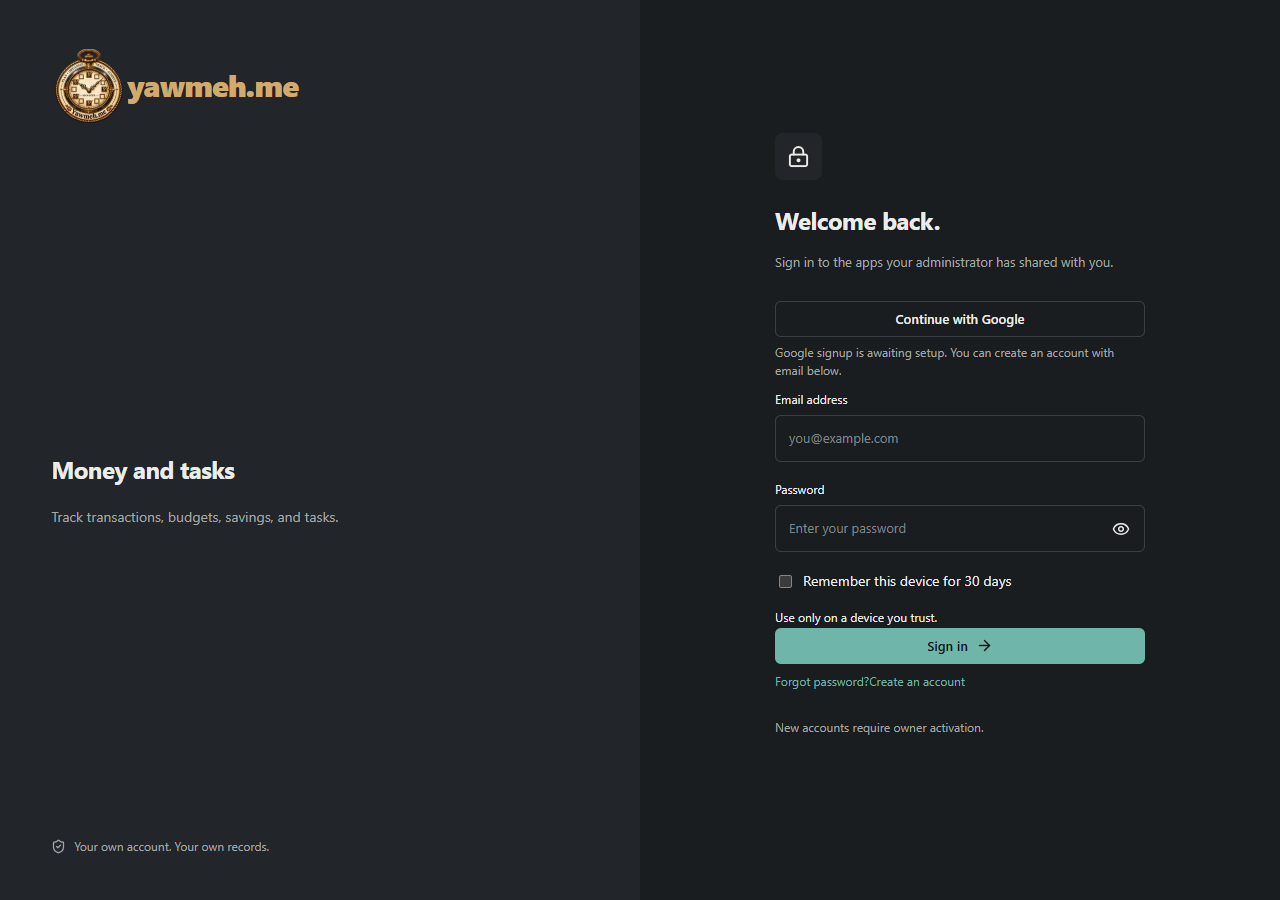 yawmeh.me
Money and tasks
Track transactions, budgets, savings, and tasks.
Your own account. Your own records.
Welcome back.
Sign in to the apps your administrator has shared with you.
Continue with Google
Google signup is awaiting setup. You can create an account with
email below.
Email address
you@example.com
Password
Enter your password
Remember this device for 30 days
Use only on a device you trust.
Sign in
Forgot password?Create an account
New accounts require owner activation.